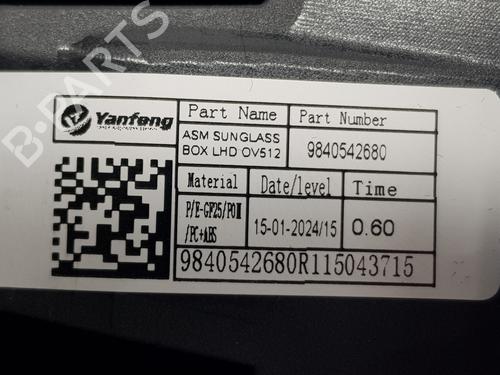 B-PARTS
Yanfeng
Part Name
Part Number
ASM SUNGLASS
BOX LHD OV512
9840542680
Material
Date/level
Time
P/E-GF25/POM
/PC+ABS
15-01-2024/15
0.60
9840542680R115043715